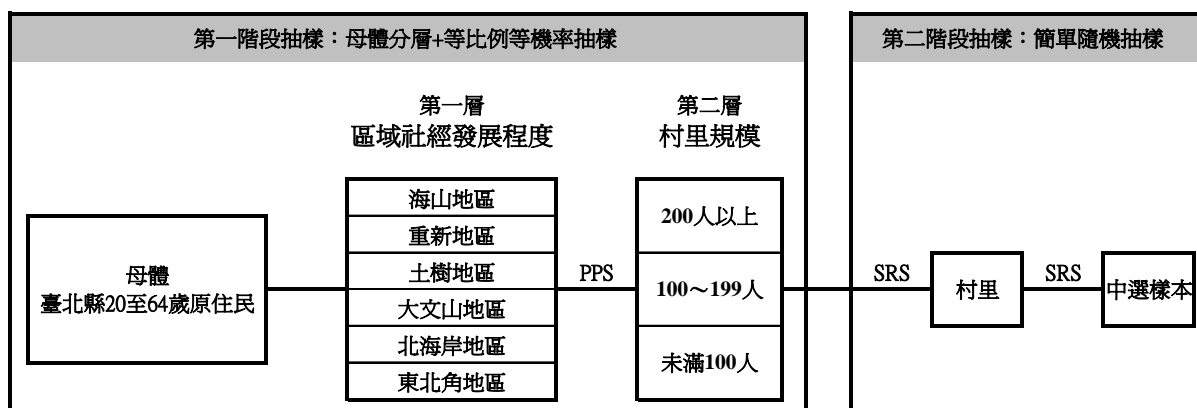 第一階段抽樣：母體分層+等比例等機率抽樣
第一層
區域社經發展程度
第二層
村里規模
母體
臺北縣20至64歲原住民
海山地區
重新地區
土樹地區
大文山地區
北海岸地區
東北角地區
PPS
200人以上
100～199人
未滿100人
第二階段抽樣：簡單隨機抽樣
SRS
村里
SRS
中選樣本